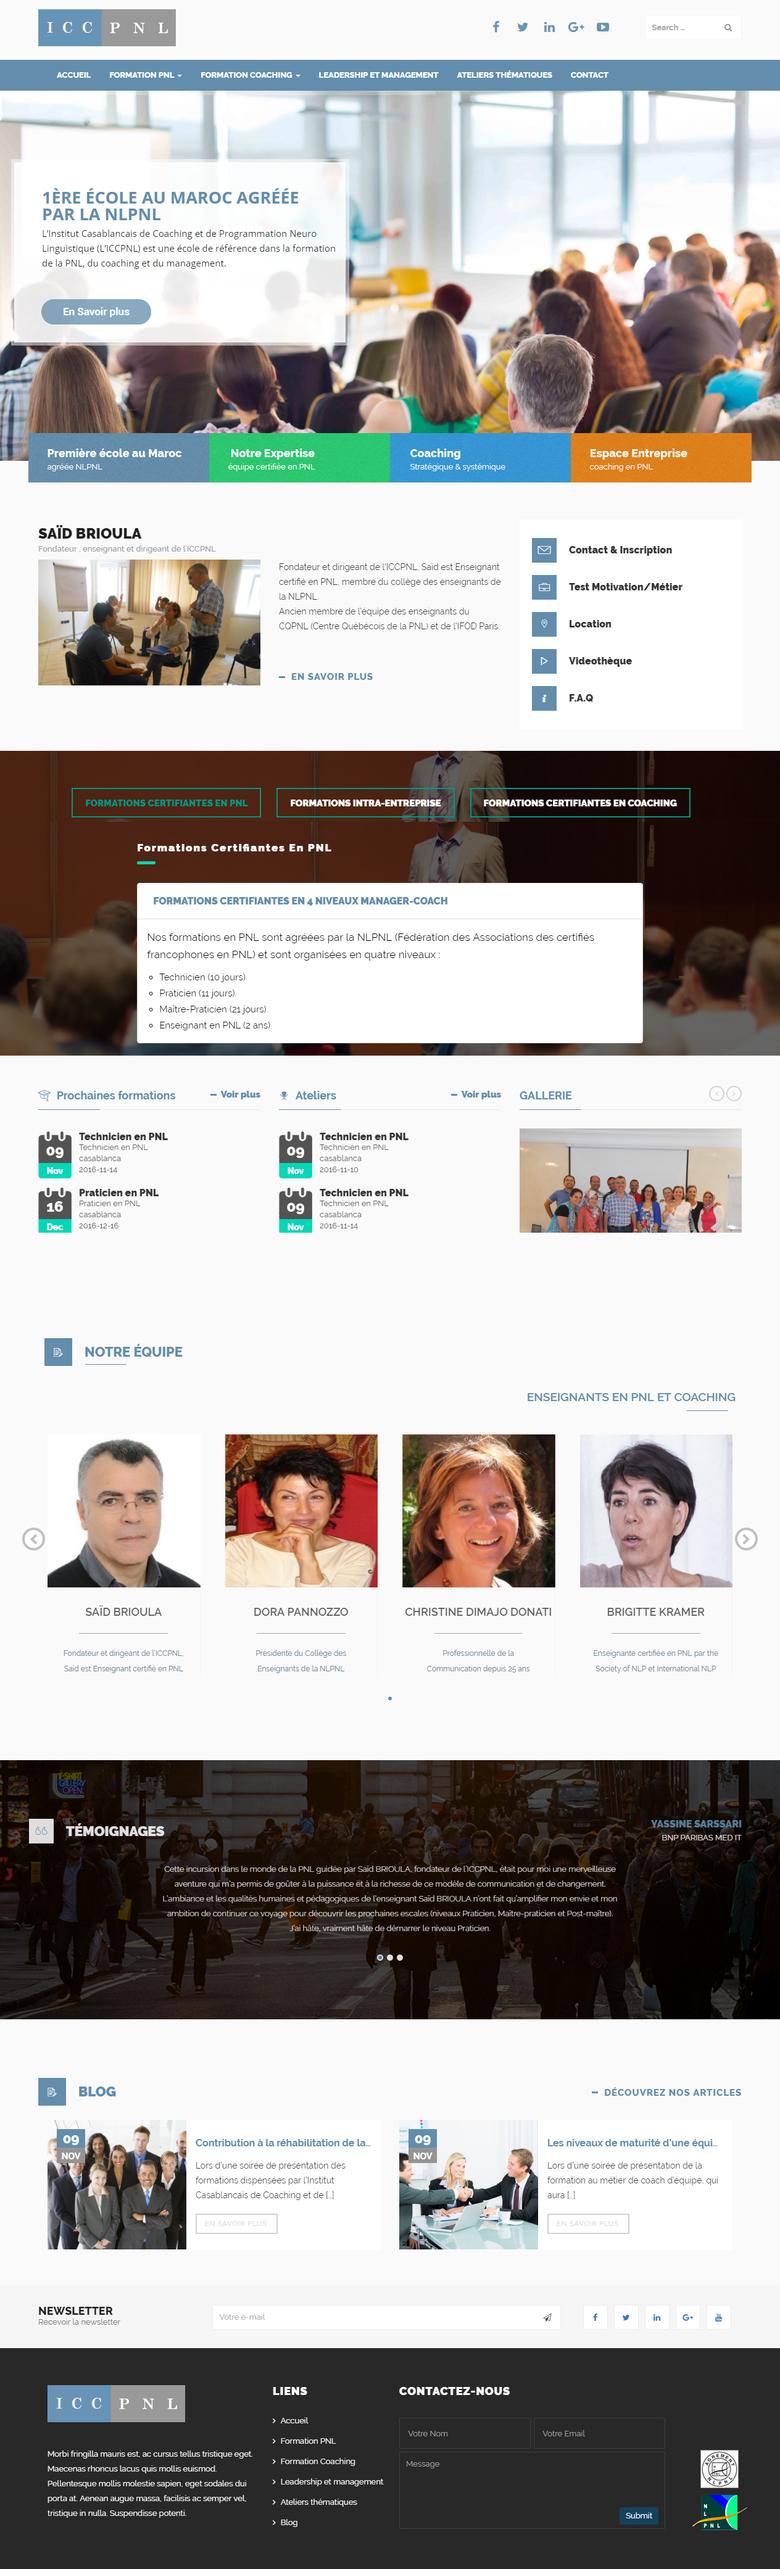 I C C P N L
Search ...
ACCUEIL FORMATION PNL FORMATION COACHING LEADERSHIP ET MANAGEMENT ATELIERS THÉMATIQUES CONTACT
1ÈRE ÉCOLE AU MAROC AGRÉÉE
PAR LA NLPNL
L'Institut Casablancais de Coaching et de Programmation Neuro
Linguistique (L'ICCPNL) est une école de référence dans la formation
de la PNL, du coaching et du management.
En Savoir plus
Première école au Maroc
agréée NLPNL
Notre Expertise
équipe certifiée en PNL
Coaching
Stratégique & systémique
Espace Entreprise
coaching en PNL
SAÏD BRIOULA
Fondateur , enseignant et dirigeant de l'ICCPNL
Fondateur et dirigeant de l'ICCPNL, Saïd est Enseignant
certifié en PNL, membre du collège des enseignants de
la NLPNL.
Ancien membre de l'équipe des enseignants du
CQPNL (Centre Québécois de la PNL) et de l'IFOD Paris.
EN SAVOIR PLUS
Contact & Inscription
Test Motivation/Métier
Location
Videothèque
F.A.Q
FORMATIONS CERTIFIANTES EN PNL
FORMATIONS INTRA-ENTREPRISE
FORMATIONS CERTIFIANTES EN COACHING
Formations Certifiantes En PNL
FORMATIONS CERTIFIANTES EN 4 NIVEAUX MANAGER-COACH
Nos formations en PNL sont agréées par la NLPNL (Fédération des Associations des certifiés
francophones en PNL) et sont organisées en quatre niveaux :
Technicien (10 jours).
Praticien (11 jours).
Maître-Praticien (21 jours).
Enseignant en PNL (2 ans).
Prochaines formations
Voir plus
09
Nov
Technicien en PNL
Technicien en PNL
casablanca
2016-11-14
16
Dec
Praticien en PNL
Praticien en PNL
casablanca
2016-12-16
Ateliers
Voir plus
09
Nov
Technicien en PNL
Technicien en PNL
casablanca
2016-11-10
09
Nov
Technicien en PNL
Technicien en PNL
casablanca
2016-11-14
GALLERIE
NOTRE ÉQUIPE
ENSEIGNANTS EN PNL ET COACHING
SAÏD BRIOULA
Fondateur et dirigeant de l'ICCPNL,
Saïd est Enseignant certifié en PNL
DORA PANNOZZO
Présidente du Collège des
Enseignants de la NLPNL
CHRISTINE DIMAJO DONATI
Professionnelle de la
Communication depuis 25 ans
BRIGITTE KRAMER
Enseignante certifiée en PNL par the
Society of NLP et International NLP
T-SHIRT
GALLERY
OPEN
TÉMOIGNAGES
YASSINE SARSSARI
BNP PARIBAS MED IT
Cette incursion dans le monde de la PNL guidée par Saïd BRIOULA, fondateur de l'ICCPNL, était pour moi une merveilleuse
aventure qui m'a permis de goûter à la puissance et à la richesse de ce modèle de communication et de changement.
L'ambiance et les qualités humaines et pédagogiques de l'enseignant Saïd BRIOULA n'ont fait qu'amplifier mon envie et mon
ambition de continuer ce voyage pour découvrir les prochaines escales (niveaux Praticien, Maître-praticien et Post-maître).
J'ai hâte, vraiment hâte de démarrer le niveau Praticien.
BLOG
DÉCOUVREZ NOS ARTICLES
09
NOV
Contribution à la réhabilitation de la...
Lors d'une soirée de présentation des
formations dispensées par l'Institut
Casablancais de Coaching et de [...]
EN SAVOIR PLUS
09
NOV
Les niveaux de maturité d'une équi...
Lors d'une soirée de présentation de la
formation au métier de coach d'équipe, qui
aura [...]
EN SAVOIR PLUS
NEWSLETTER
Recevoir la newsletter
Votre e-mail
I C C P N L
Morbi fringilla mauris est, ac cursus tellus tristique eget.
Maecenas rhoncus lacus quis mollis euismod.
Pellentesque mollis molestie sapien, eget sodales dui
porta at. Aenean augue massa, facilisis ac semper vel,
tristique in nulla. Suspendisse potenti.
LIENS
Accueil
Formation PNL
Formation Coaching
Leadership et management
Ateliers thématiques
Blog
CONTACTEZ-NOUS
Votre Nom
Votre Email
Message
Submit
N
L
P N L